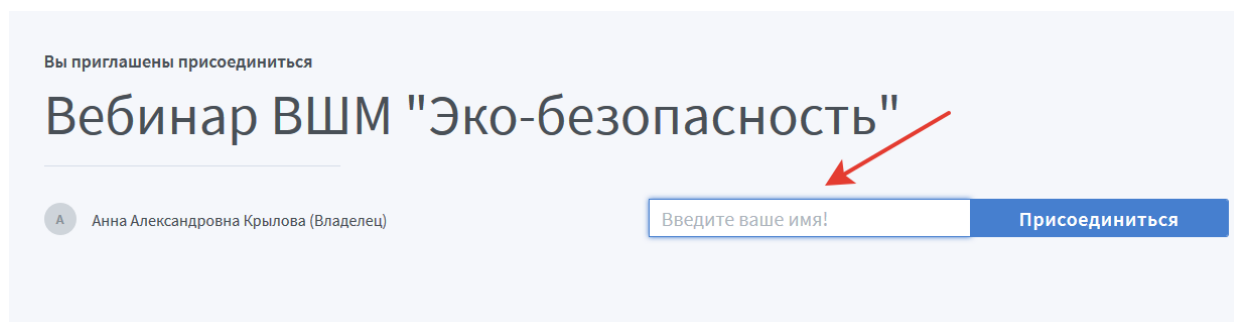 Вы приглашены присоединиться
Вебинар ВШМ "Эко-безопасность"
А Анна Александровна Крылова (Владелец)
Введите ваше имя! Присоединиться